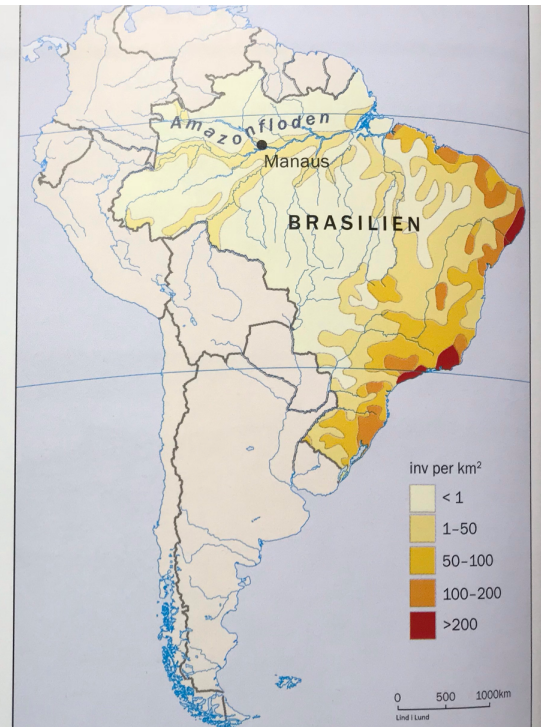 Amazonfloden
Manaus
BRASILIEN
inv per km²
< 1
1–50
50–100
100–200
>200
0 500 1000km
Lind i Lund